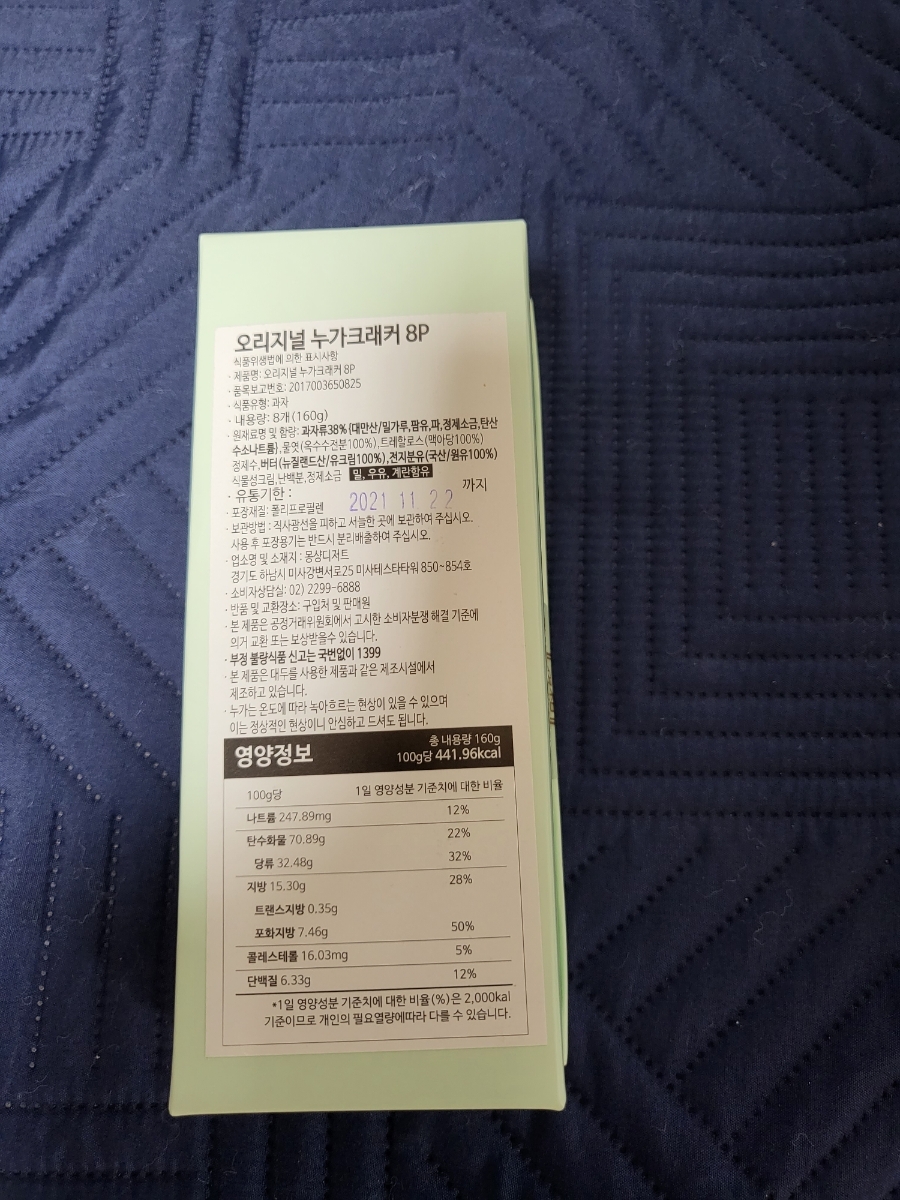 오리지널 누가크래커 8P
식품위생법에 의한 표시사항
· 제품명: 오리지널 누가크래커 8P
· 품목보고번호: 2017003650825
· 식품유형: 과자
· 내용량: 8개(160g)
· 원재료명 및 함량: 과자류38%{대만산/밀가루,팜유,파,정제소금,탄산
수소나트륨},물엿(옥수수전분100%),트레할로스(맥아당100%)
정제수,버터(뉴질랜드산/유크림100%),전지분유(국산/원유100%)
식물성크림,난백분,정제소금 밀, 우유, 계란함유
· 유통기한 : 2021 11 22 까지
· 포장재질: 폴리프로필렌
· 보관방법 : 직사광선을 피하고 서늘한 곳에 보관하여 주십시오.
사용 후 포장용기는 반드시 분리배출하여 주십시오.
· 업소명 및 소재지 : 몽상디저트
경기도 하남시 미사강변서로25 미사테스타타워 850~854호
· 소비자상담실: 02) 2299-6888
· 반품 및 교환장소: 구입처 및 판매원
· 본 제품은 공정거래위원회에서 고시한 소비자분쟁 해결 기준에
의거 교환 또는 보상받을수 있습니다.
· 부정 불량식품 신고는 국번없이 1399
· 본 제품은 대두를 사용한 제품과 같은 제조시설에서
제조하고 있습니다.
· 누가는 온도에 따라 녹아흐르는 현상이 있을 수 있으며
이는 정상적인 현상이니 안심하고 드셔도 됩니다.
영양정보 총 내용량 160g
100g당 441.96kcal
100g당 1일 영양성분 기준치에 대한 비율
나트륨 247.89mg 12%
탄수화물 70.89g 22%
당류 32.48g 32%
지방 15.30g 28%
트랜스지방 0.35g
포화지방 7.46g 50%
콜레스테롤 16.03mg 5%
단백질 6.33g 12%
*1일 영양성분 기준치에 대한 비율(%)은 2,000kal
기준이므로 개인의 필요열량에따라 다를 수 있습니다.